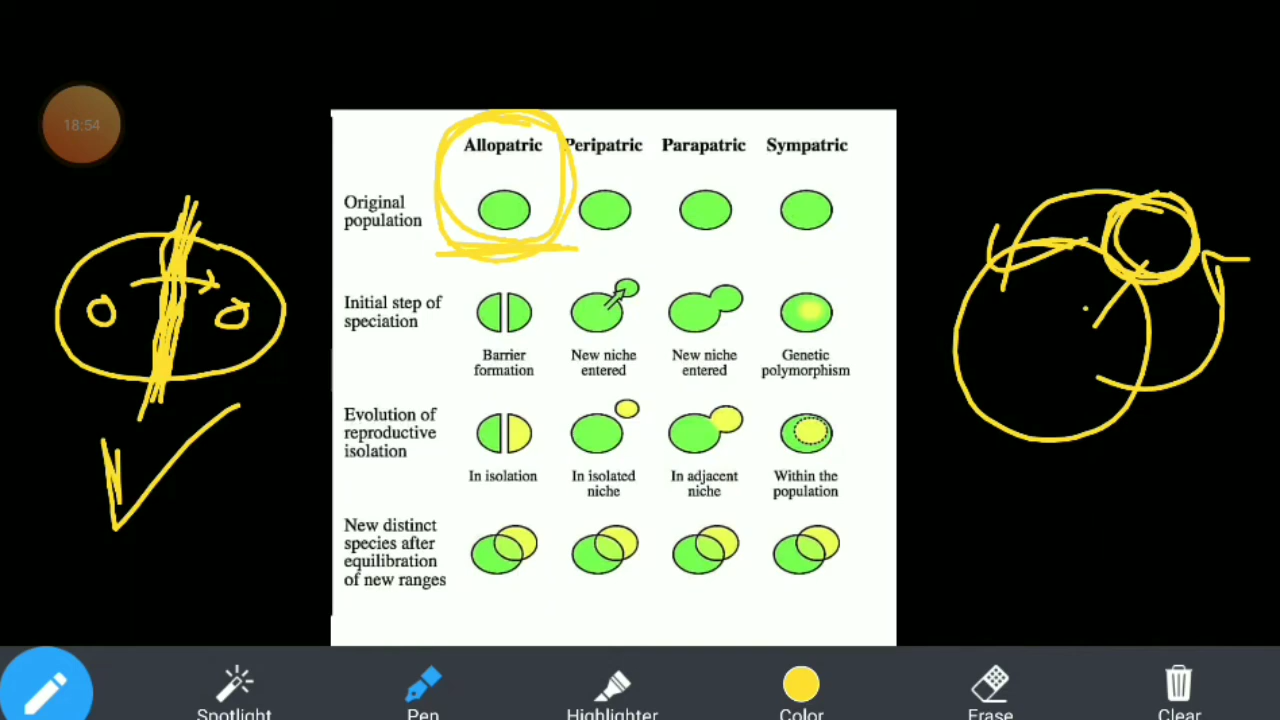 18:54
Allopatric Peripatric Parapatric Sympatric
Original
population
Initial step of
speciation
Barrier
formation
New niche
entered
New niche
entered
Genetic
polymorphism
Evolution of
reproductive
isolation
In isolation
In isolated
niche
In adjacent
niche
Within the
population
New distinct
species after
equilibration
of new ranges
Spotlight Pen Highlighter Color Erase Clear